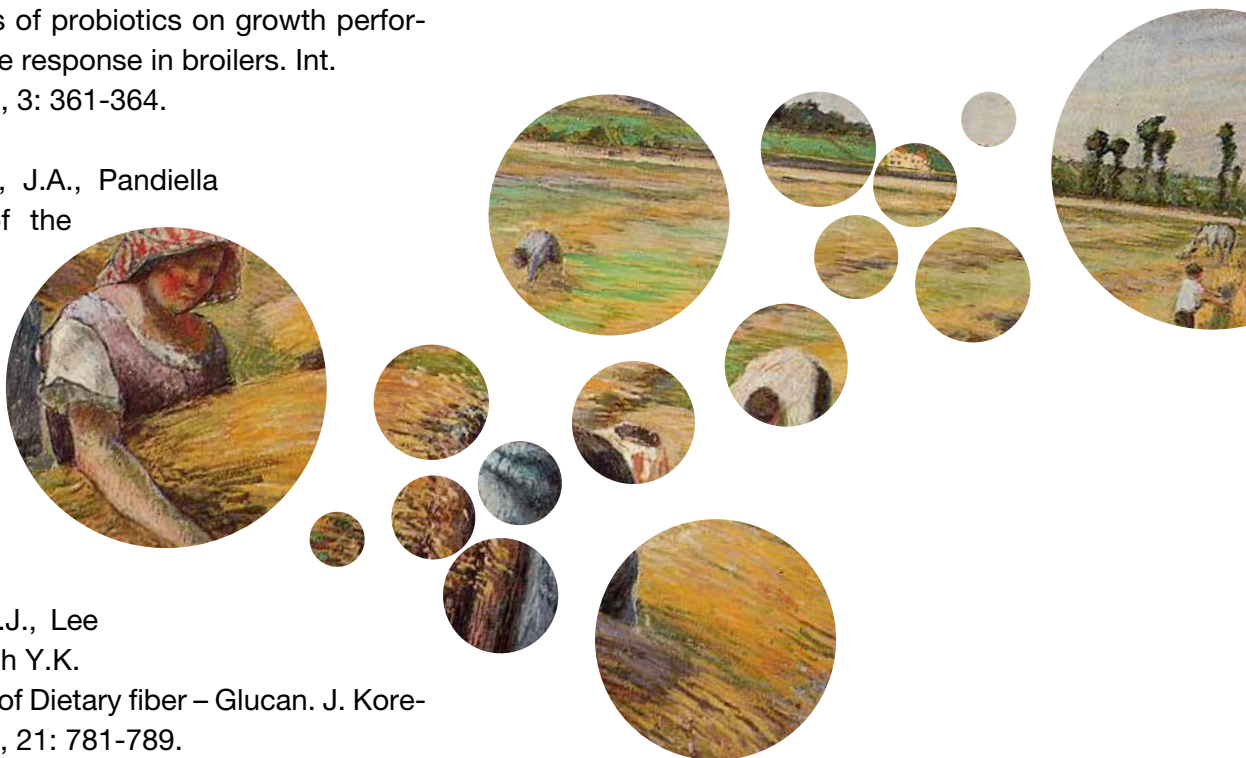 s of probiotics on growth perfor-
e response in broilers. Int.
, 3: 361-364.
, J.A., Pandiella
f the
.J., Lee
h Y.K.
of Dietary fiber – Glucan. J. Kore-
, 21: 781-789.